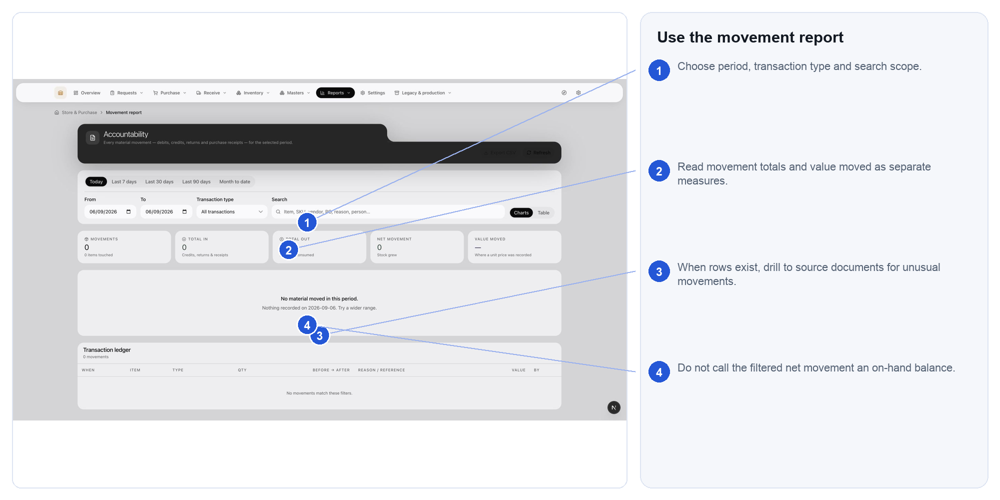 Overview
Requests
Purchase
Receive
Inventory
Masters
Reports
Settings
Legacy & production
Store & Purchase > Movement report
Accountability
Every material movement — debits, credits, returns and purchase receipts — for the selected period.
Export CSV
Refresh
Today
Last 7 days
Last 30 days
Last 90 days
Month to date
From
To
Transaction type
Search
06/09/2026
06/09/2026
All transactions
Item, SKU, vendor, PO, reason, person...
Charts
Table
1
MOVEMENTS
0
0 items touched
TOTAL IN
0
Credits, returns & receipts
TOTAL OUT
2
NET MOVEMENT
0
Stock grew
VALUE MOVED
—
Where a unit price was recorded
No material moved in this period.
Nothing recorded on 2026-09-06. Try a wider range.
4
3
Transaction ledger
0 movements
WHEN
ITEM
TYPE
QTY
BEFORE → AFTER
REASON / REFERENCE
VALUE
BY
No movements match these filters.
N
Use the movement report
1 Choose period, transaction type and search scope.
2 Read movement totals and value moved as separate
measures.
3 When rows exist, drill to source documents for unusual
movements.
4 Do not call the filtered net movement an on-hand balance.